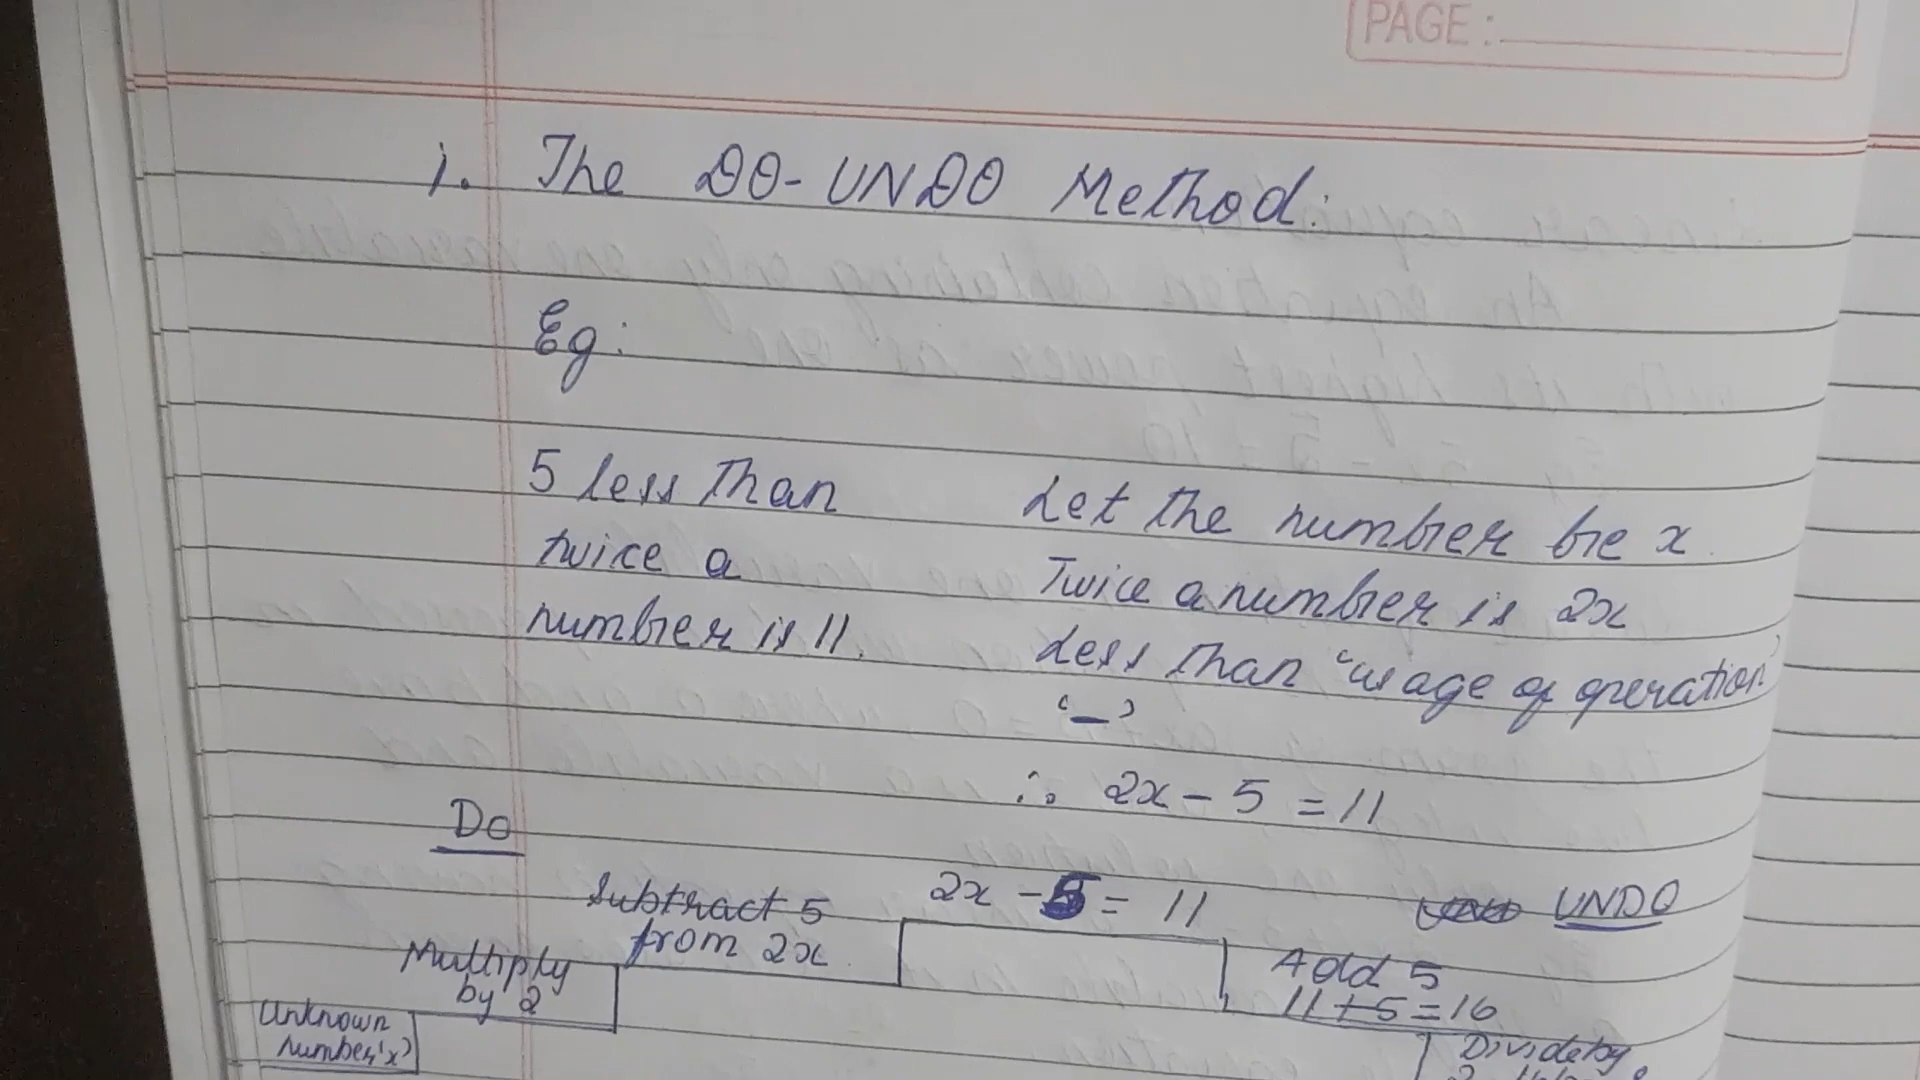 PAGE:
1. The DO-UNDO Method:
Eg:
5 less Than
twice a
number is 11.
Let the number be x
Twice a number is 2x
Less Than "usage of operation"
'-'
∴ 2x - 5 = 11
Do
UNDO
2x - 5 = 11
Subtract 5
from 2x
Multiply
by 2
Unknown
number 'x'
Add 5
11 + 5 = 16
Divide by